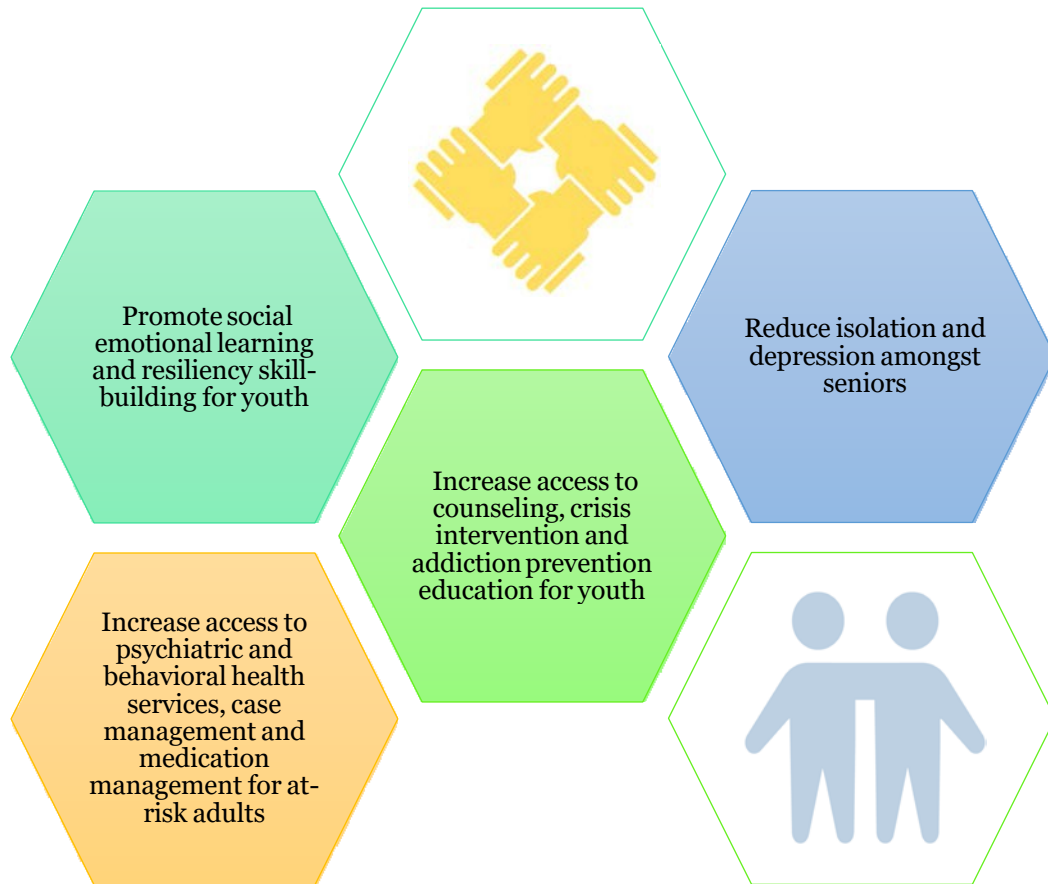 Promote social
emotional learning
and resiliency skill-
building for youth
Reduce isolation and
depression amongst
seniors
Increase access to
counseling, crisis
intervention and
addiction prevention
education for youth
Increase access to
psychiatric and
behavioral health
services, case
management and
medication
management for at-
risk adults